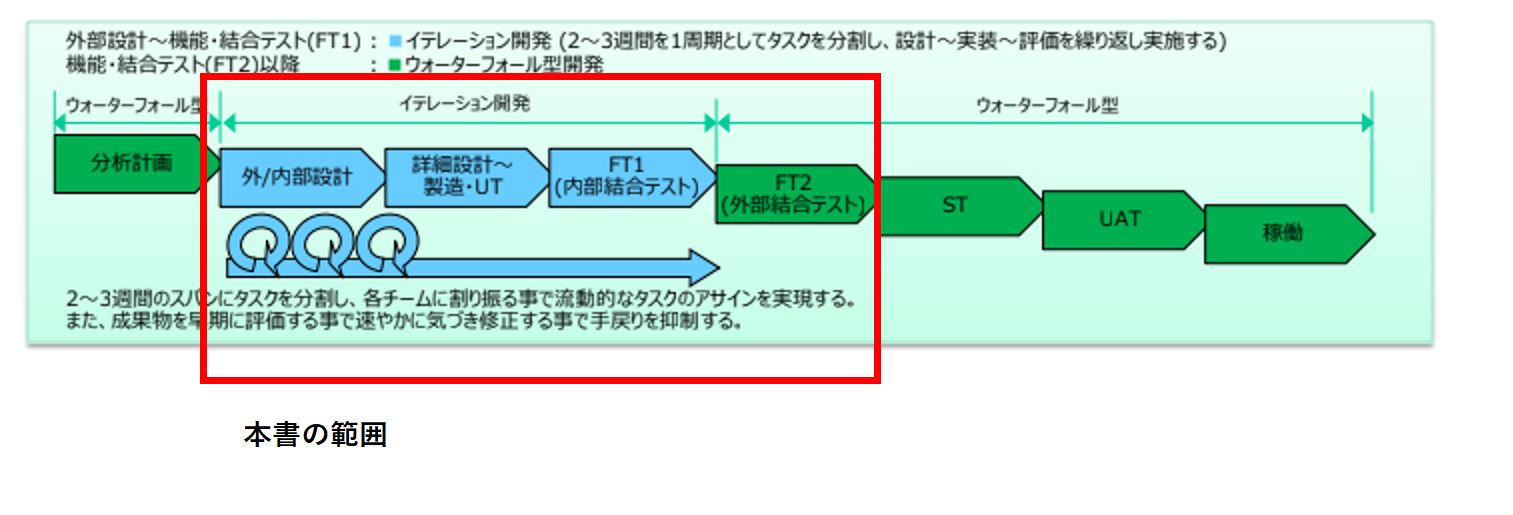 外部設計～機能・結合テスト(FT1) : ■イテレーション開発 (2～3週間を1周期としてタスクを分割し、設計～実装～評価を繰り返し実施する)
機能・結合テスト(FT2)以降 : ■ウォーターフォール型開発
ウォーターフォール型 イテレーション開発 ウォーターフォール型
分析計画
外/内部設計
詳細設計～
製造・UT
FT1
(内部結合テスト)
FT2
(外部結合テスト)
ST
UAT
稼働
2～3週間のスパンにタスクを分割し、各チームに割り振る事で流動的なタスクのアサインを実現する。
また、成果物を早期に評価する事で速やかに気づき修正する事で手戻りを抑制する。
本書の範囲